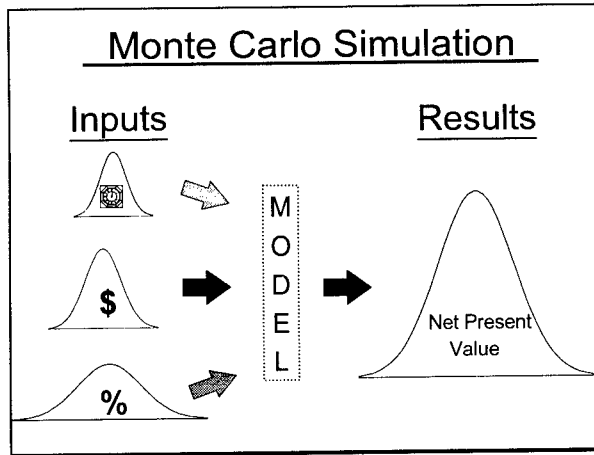 Monte Carlo Simulation
Inputs
Results
$
%
M
O
D
E
L
Net Present
Value